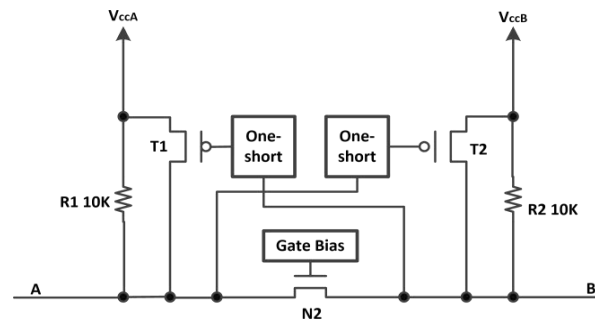 VccA
VccB
T1
One-
short
One-
short
T2
R1 10K
R2 10K
Gate Bias
A
B
N2